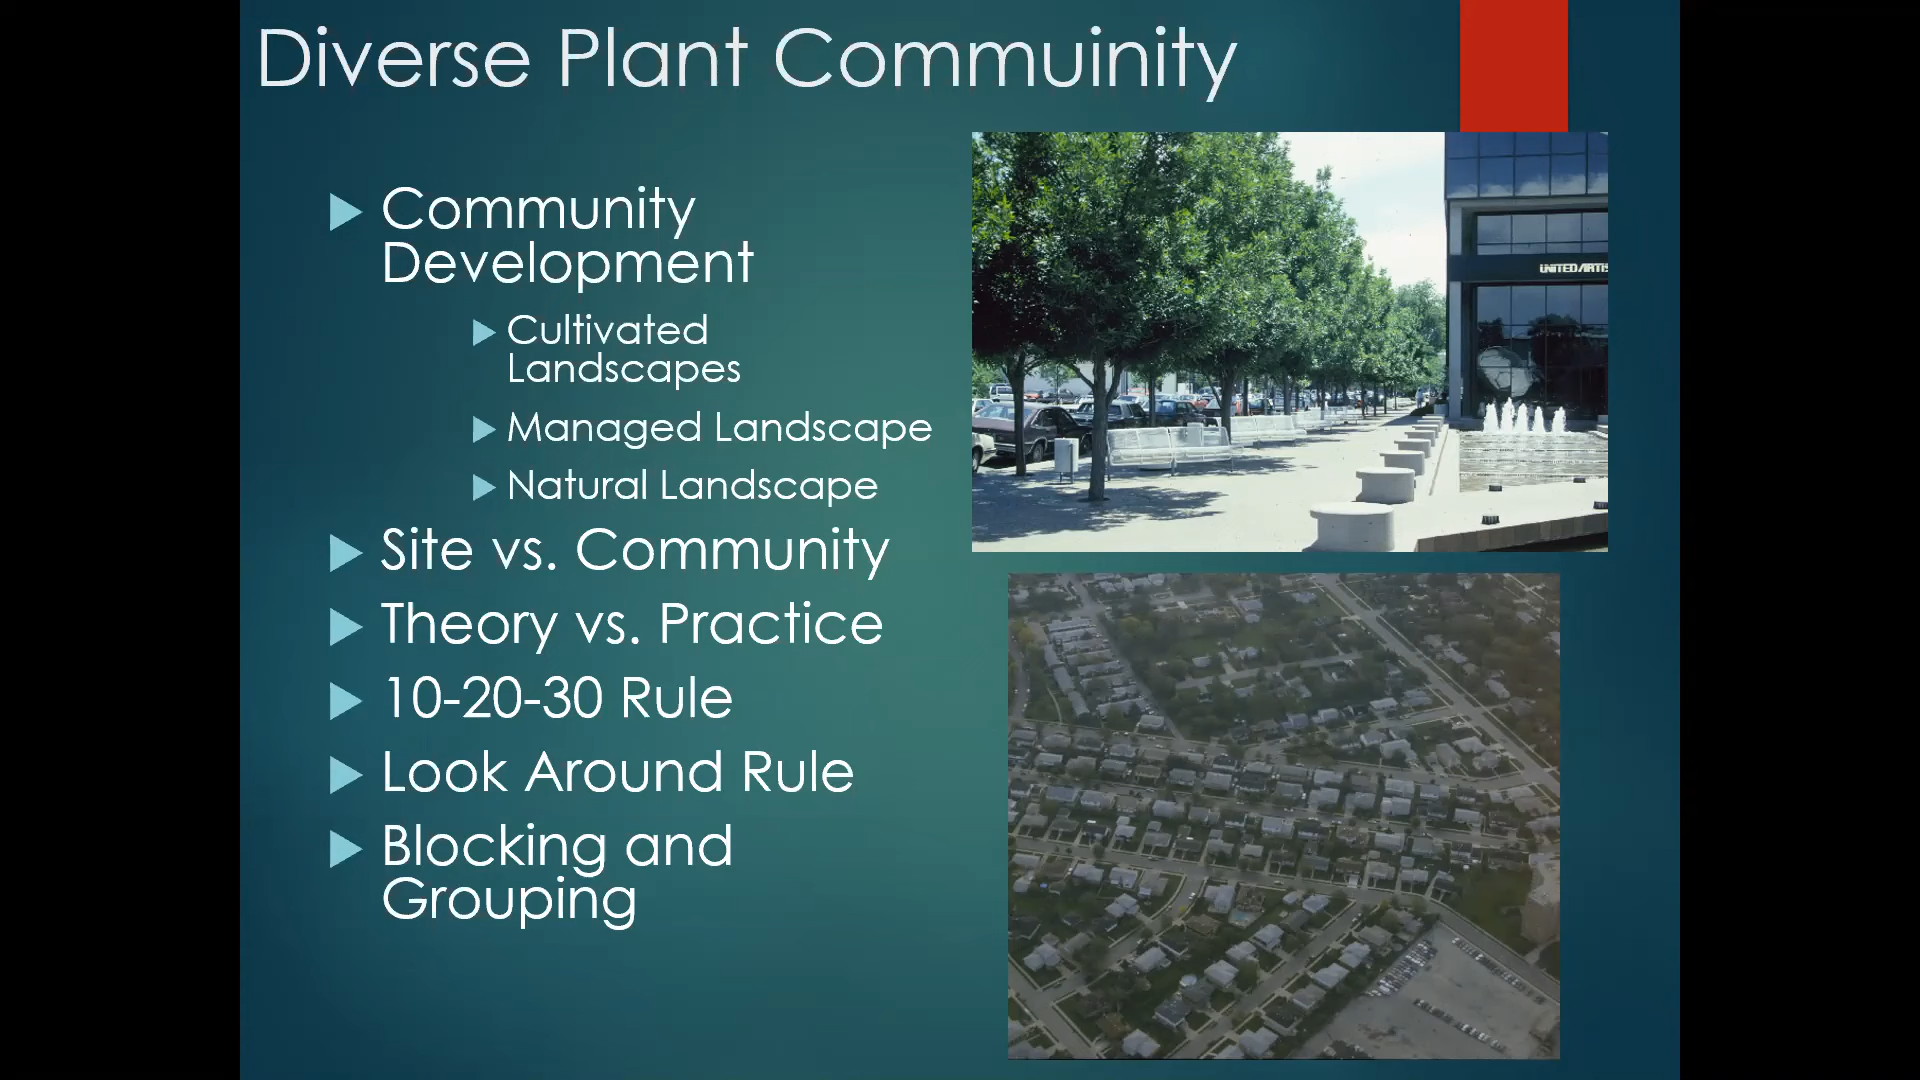 Diverse Plant Commuinity
Community
Development
Cultivated
Landscapes
Managed Landscape
Natural Landscape
Site vs. Community
Theory vs. Practice
10-20-30 Rule
Look Around Rule
Blocking and
Grouping
UNITED ARTIS